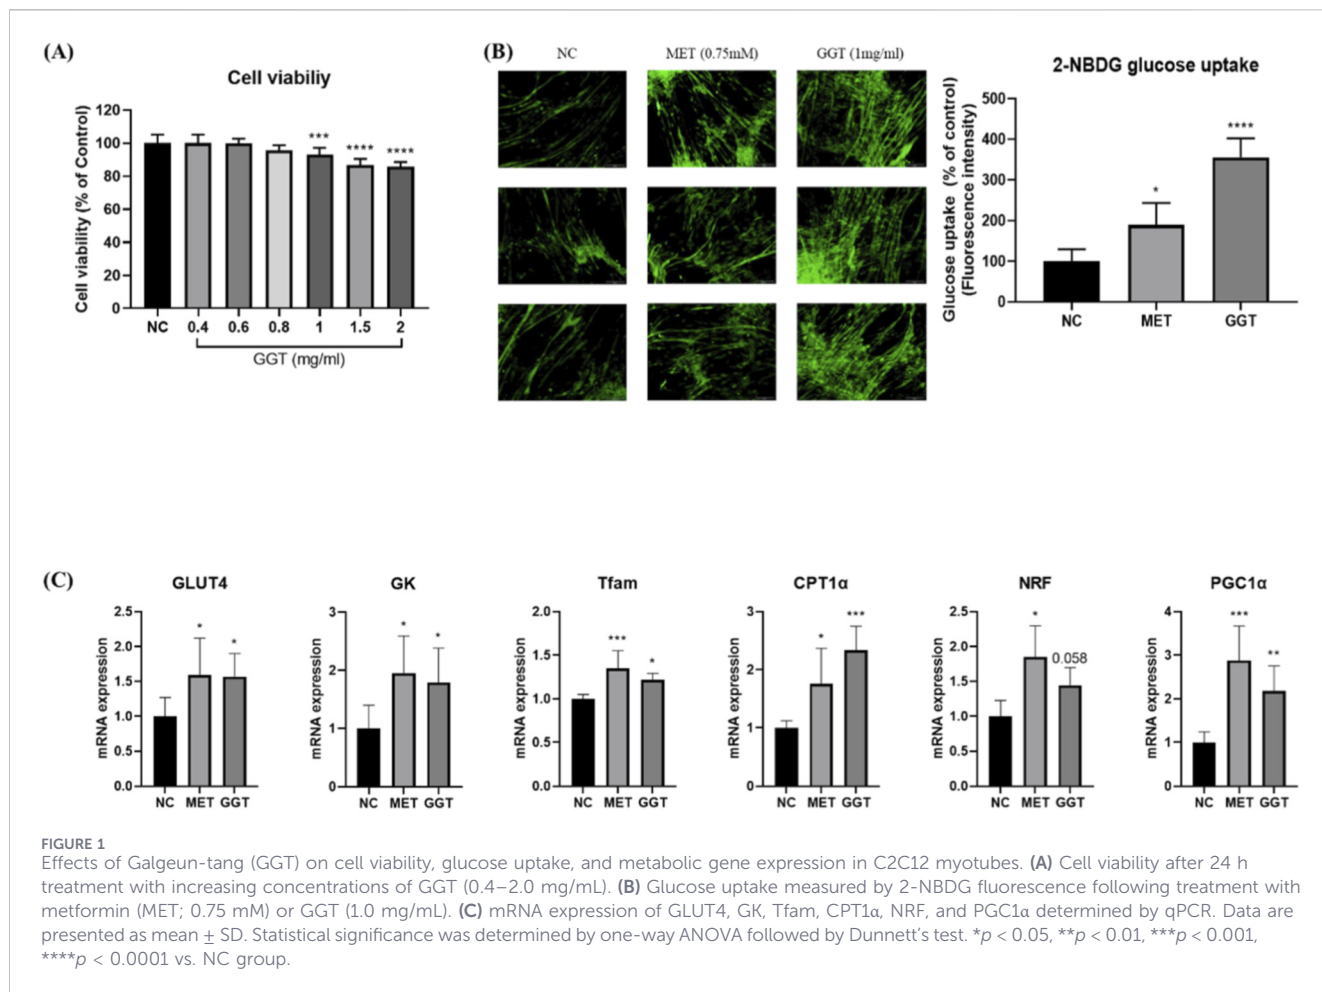 (A)
Cell viabiliy
Cell viability (% of Control)
120
100
80
60
40
20
0
*** **** ****
NC 0.4 0.6 0.8 1 1.5 2
GGT (mg/ml)
(B)
NC MET (0.75mM) GGT (1mg/ml)
2-NBDG glucose uptake
Glucose uptake (% of control)
(Fluorescence intensity)
500
400
300
200
100
0
* ****
NC MET GGT
(C)
GLUT4
mRNA expression
2.5
2.0
1.5
1.0
0.5
0.0
* *
NC MET GGT
GK
mRNA expression
3
2
1
0
* *
NC MET GGT
Tfam
mRNA expression
2.0
1.5
1.0
0.5
0.0
*** *
NC MET GGT
CPT1α
mRNA expression
3
2
1
0
* ***
NC MET GGT
NRF
mRNA expression
2.5
2.0
1.5
1.0
0.5
0.0
* 0.058
NC MET GGT
PGC1α
mRNA expression
4
3
2
1
0
*** **
NC MET GGT
FIGURE 1
Effects of Galgeun-tang (GGT) on cell viability, glucose uptake, and metabolic gene expression in C2C12 myotubes. (A) Cell viability after 24 h
treatment with increasing concentrations of GGT (0.4–2.0 mg/mL). (B) Glucose uptake measured by 2-NBDG fluorescence following treatment with
metformin (MET; 0.75 mM) or GGT (1.0 mg/mL). (C) mRNA expression of GLUT4, GK, Tfam, CPT1α, NRF, and PGC1α determined by qPCR. Data are
presented as mean ± SD. Statistical significance was determined by one-way ANOVA followed by Dunnett’s test. *p < 0.05, **p < 0.01, ***p < 0.001,
****p < 0.0001 vs. NC group.